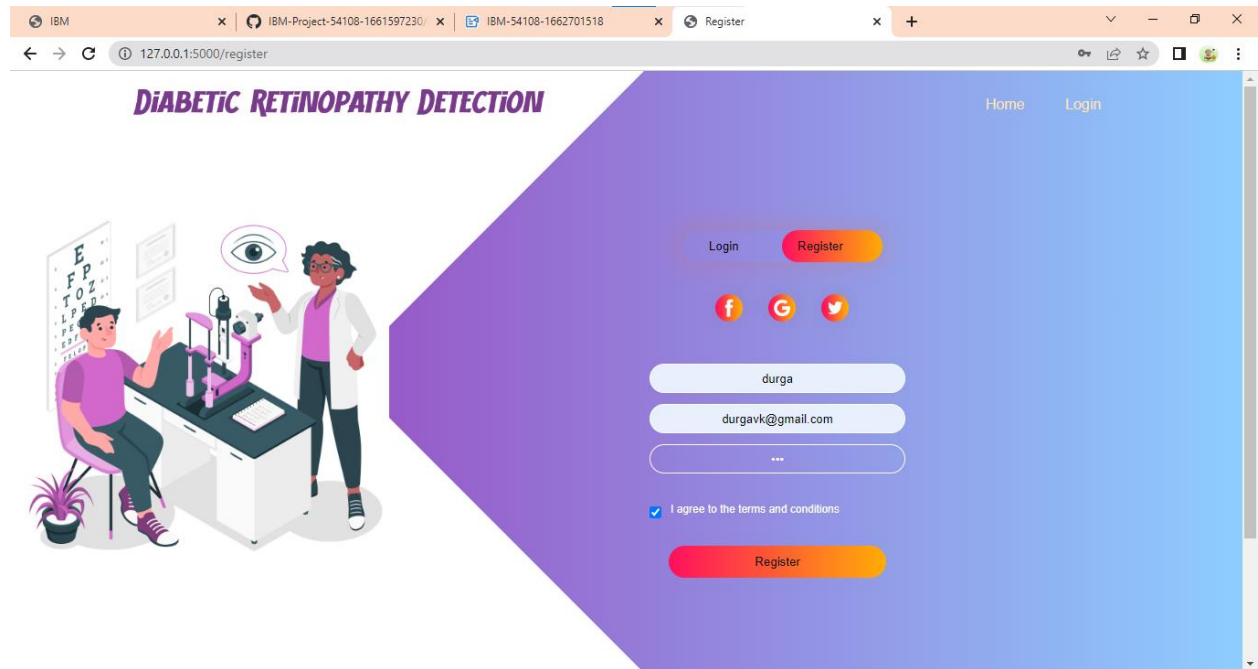 IBM
IBM-Project-54108-1661597230/
IBM-54108-1662701518
Register
127.0.0.1:5000/register
DiABETiC RETiNOPATHY DETECTiON
Home Login
E
F P
T O Z
L P E D
Login Register
f G
durga
durgavk@gmail.com
•••
I agree to the terms and conditions
Register